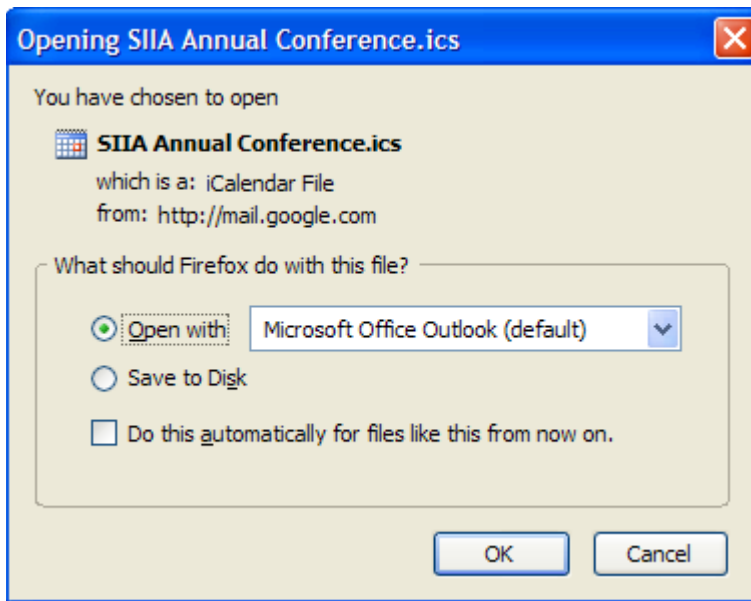 Opening SIIA Annual Conference.ics
You have chosen to open
SIIA Annual Conference.ics
which is a: iCalendar File
from: http://mail.google.com
What should Firefox do with this file?
Open with Microsoft Office Outlook (default)
Save to Disk
Do this automatically for files like this from now on.
OK Cancel